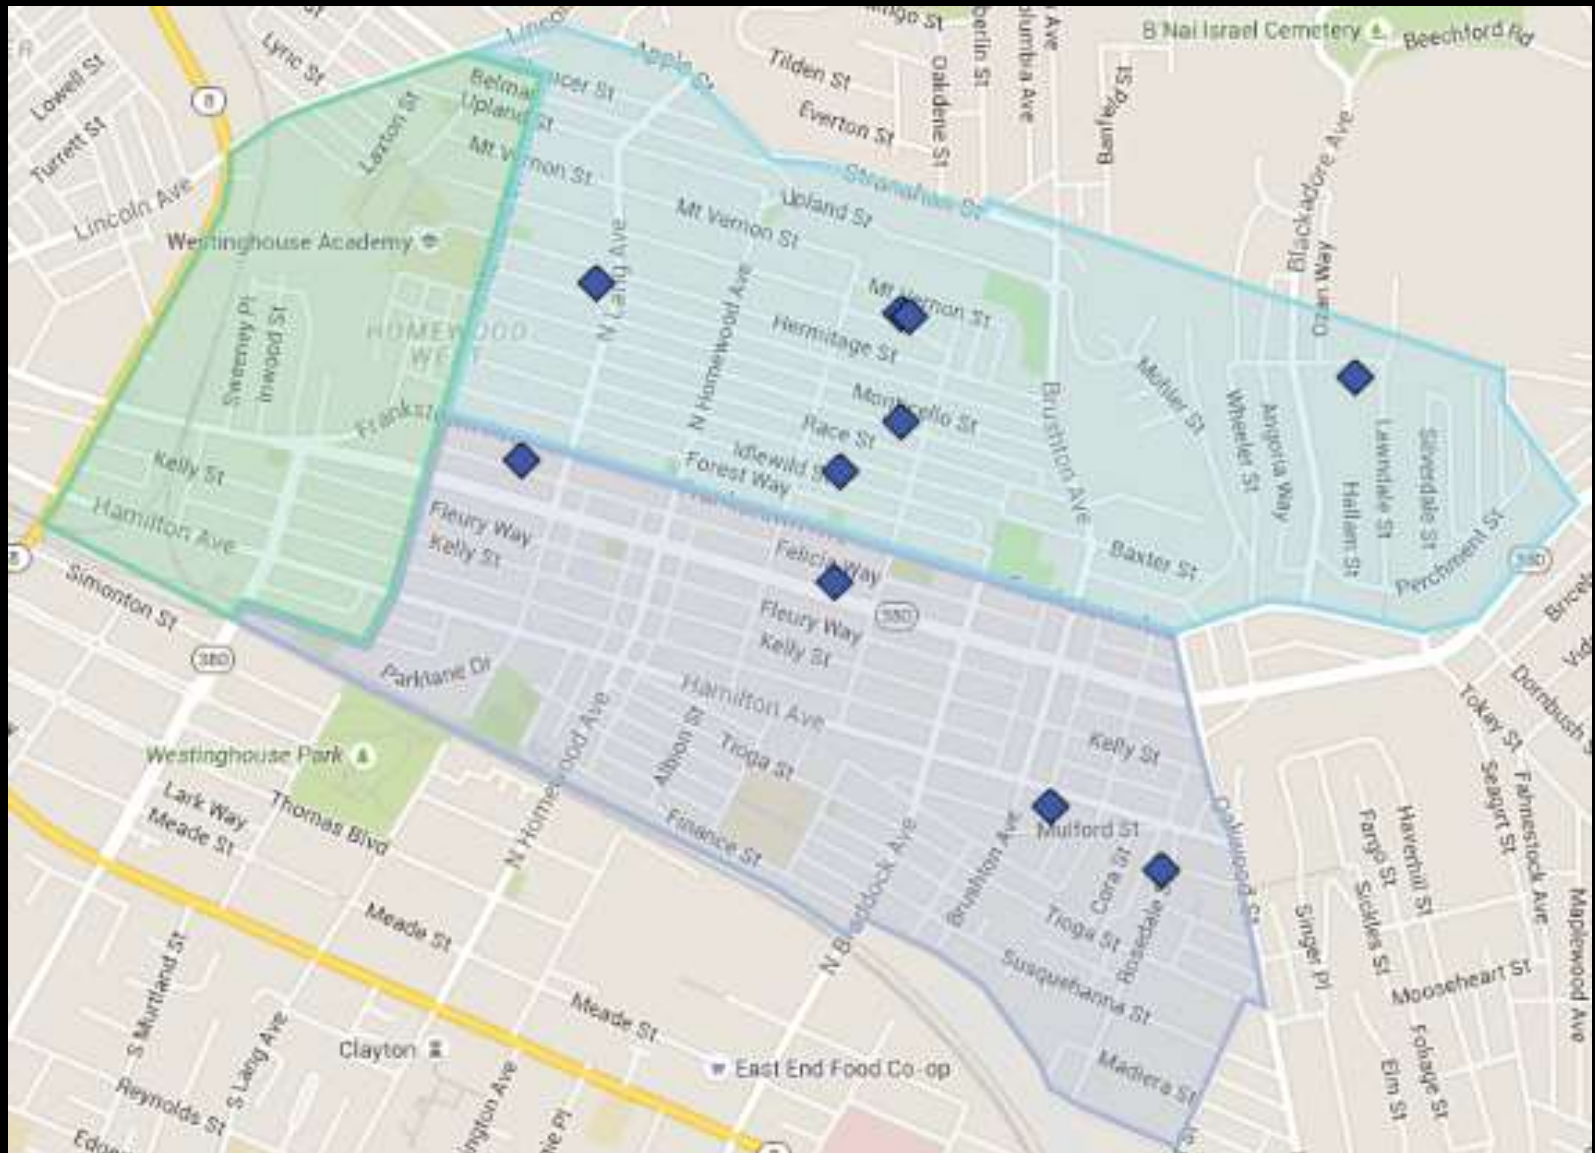 Lyric St
Lowell St
Turrett St
8
Lincoln Ave
Laxton St
Upland St
Mt Vernon St
Apple St
Tilden St
Everton St
Oakdene St
Banfield St
B'Nai Israel Cemetery
Beechford Rd
Blackadore Ave
Ozan Way
Stranahan St
Upland St
Mt Vernon St
Westinghouse Academy
N Lang Ave
Mt Vernon St
Hermitage St
N Homewood Ave
HOMEWOOD
WEST
Sweeney Pl
Inwood St
Monticello St
Race St
Idlewild S
Forest Way
Brushton Ave
Mohler St
Wheeler St
Angoria Way
Hallam St
Lawndale St
Silverdale St
Perchment St
380
Baxter St
Kelly St
Hamilton Ave
Fleury Way
Kelly St
Felicia Way
380
Fleury Way
Kelly St
Simonton St
380
Parklane Dr
Hamilton Ave
Albion St
Tioga St
Kelly St
Tokay St
Dornbush
Seagirt St
Fahnestock Ave
Westinghouse Park
Lark Way
Meade St
Thomas Blvd
N Homewood Ave
Finance St
N Braddock Ave
Brushton Ave
Mulford St
Cora St
Tioga St
Rosedale
Oakwood St
Susquehanna St
Madiera St
Haverhill St
Fargo St
Sickles St
Singer Pl
Mooseheart St
Maplewood Ave
Foliage St
Elm St
Meade St
S Murtland St
S Lang Ave
Clayton
Meade St
East End Food Co-op
Reynolds St